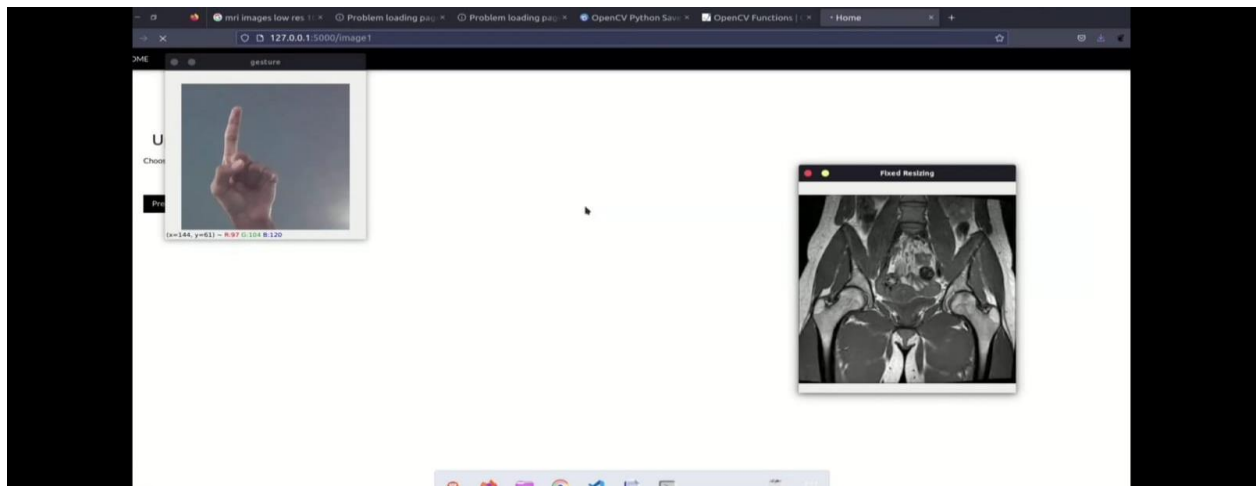 mri images low res 1
Problem loading pag
Problem loading pag
OpenCV Python Save
OpenCV Functions |
Home
127.0.0.1:5000/image1
OME
gesture
U
Choos
Pre
(x=144, y=61) ~ R:97 G:104 B:120
Fixed Resizing